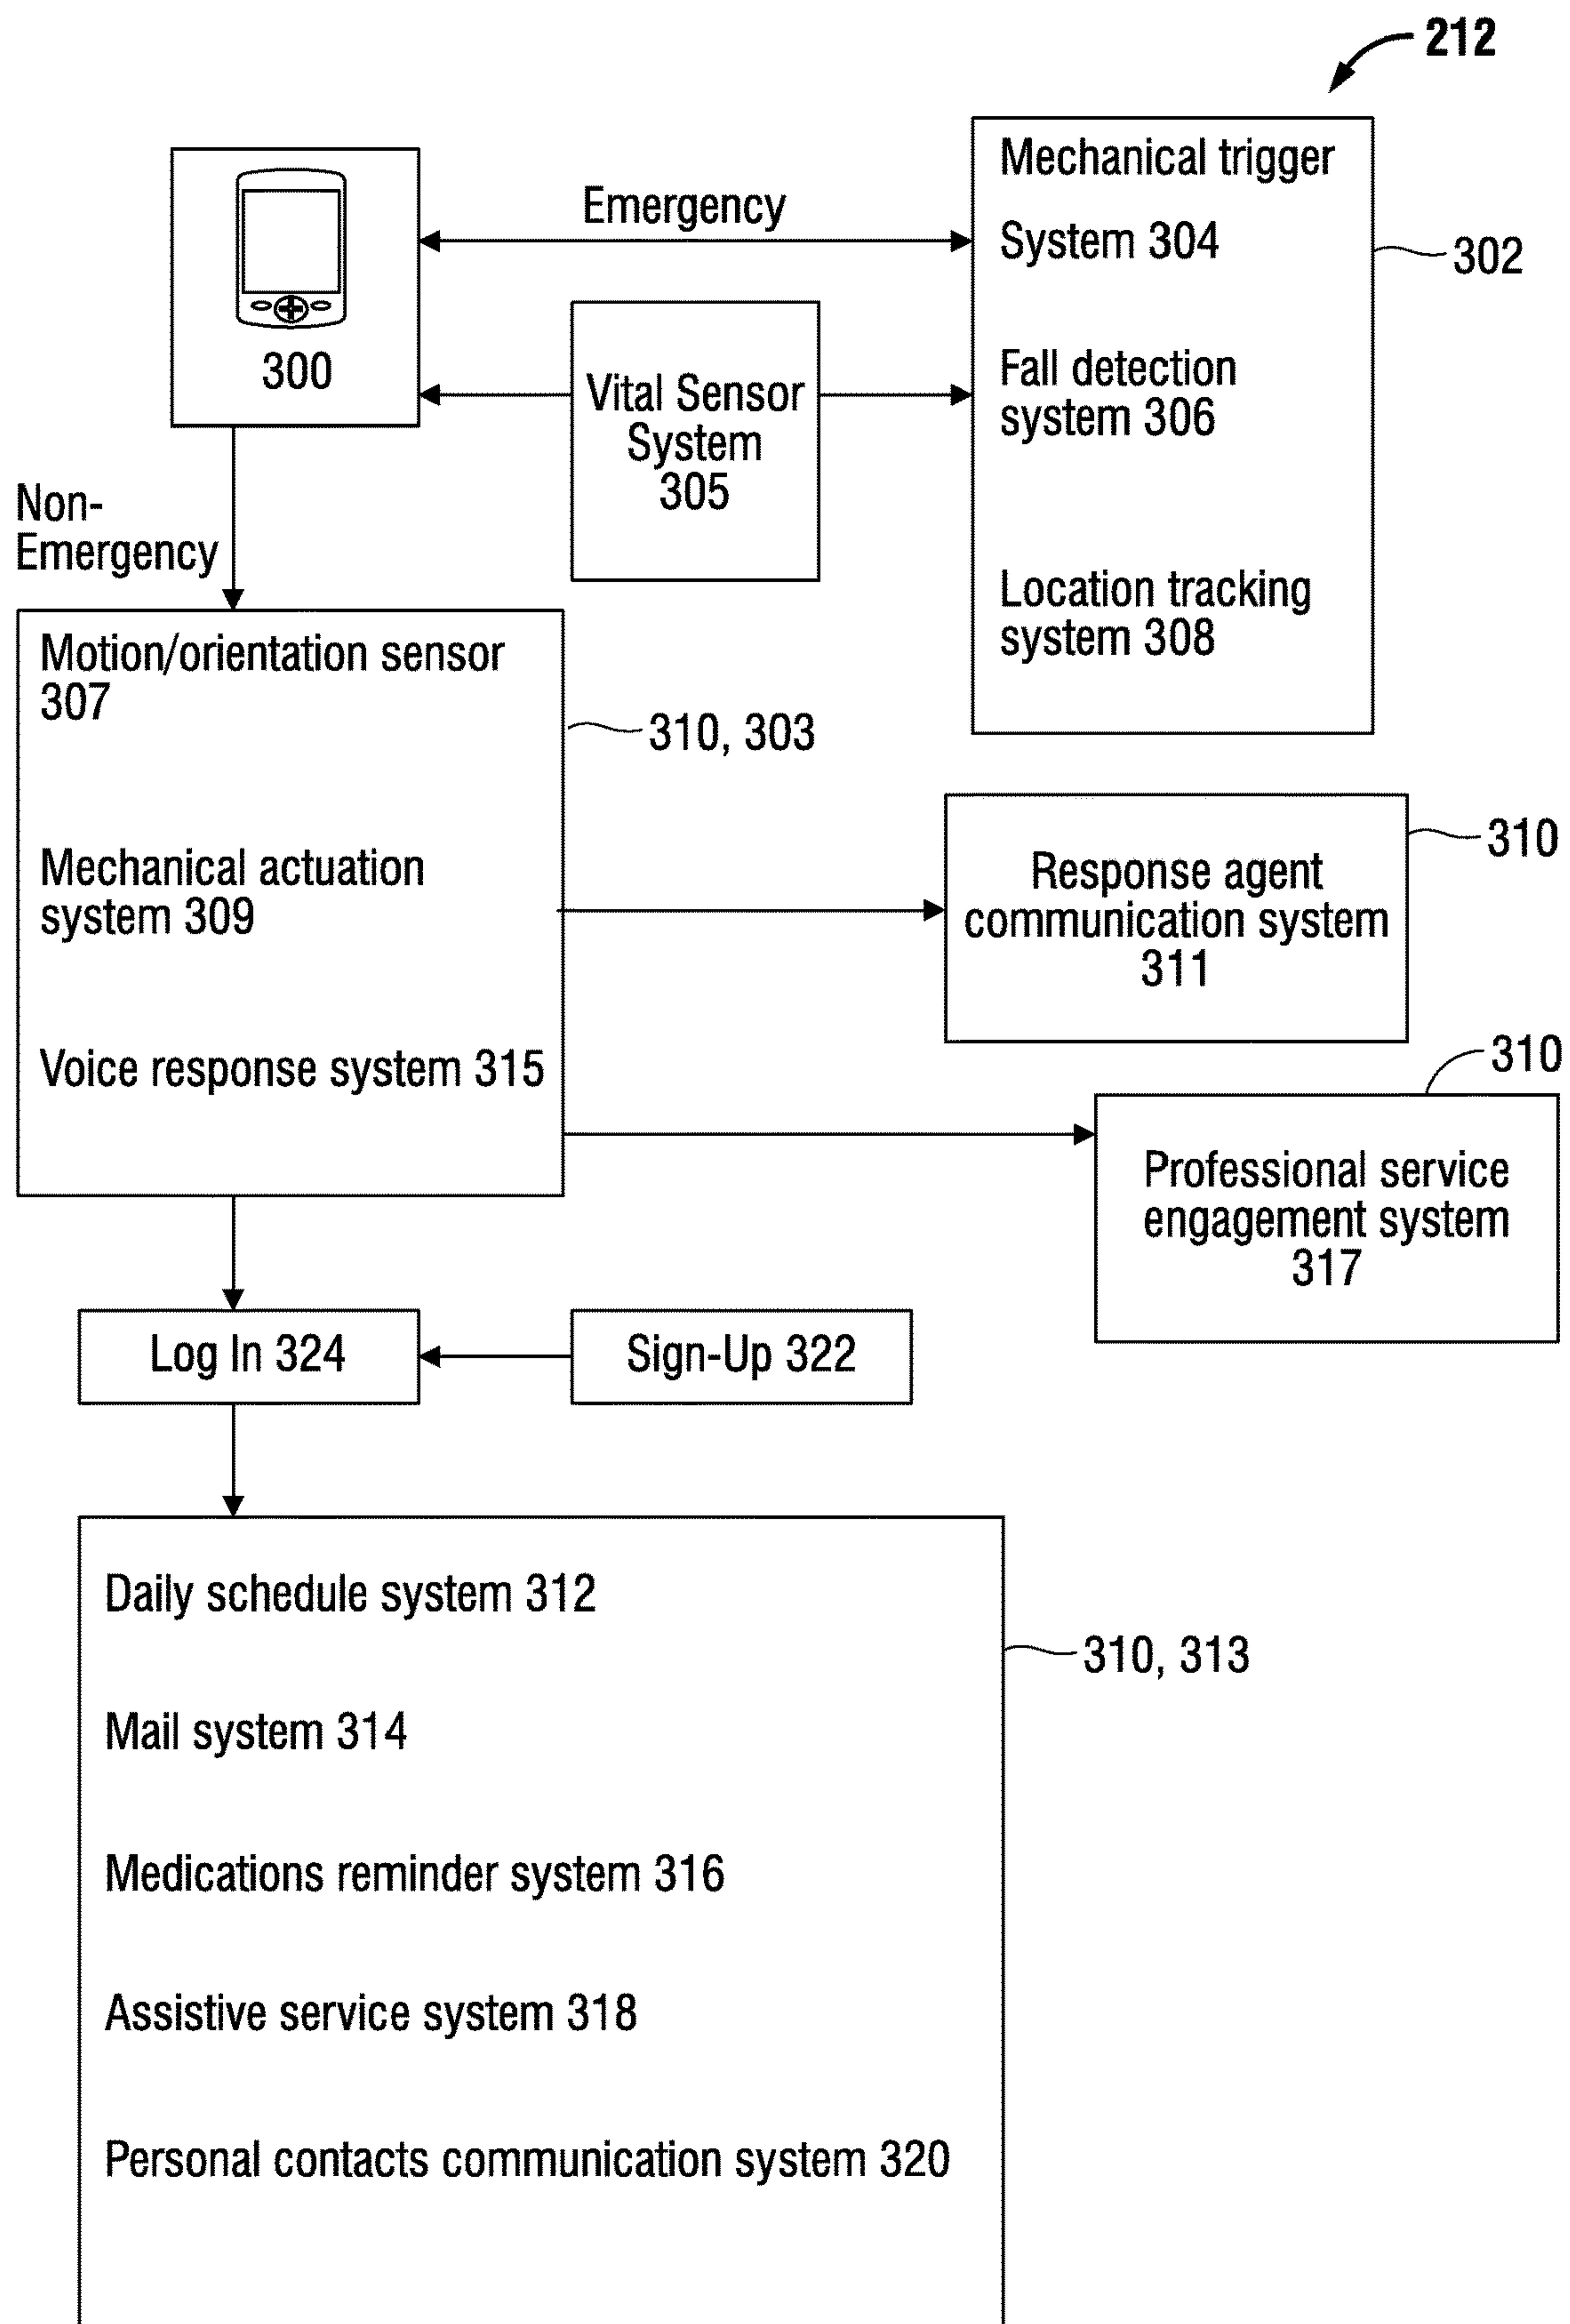 212
Mechanical trigger
System 304
Fall detection
system 306
Location tracking
system 308
302
Emergency
300
Vital Sensor
System
305
Non-
Emergency
Motion/orientation sensor
307
Mechanical actuation
system 309
Voice response system 315
310, 303
Response agent
communication system
311
310
310
Professional service
engagement system
317
Log In 324
Sign-Up 322
Daily schedule system 312
Mail system 314
Medications reminder system 316
Assistive service system 318
Personal contacts communication system 320
310, 313